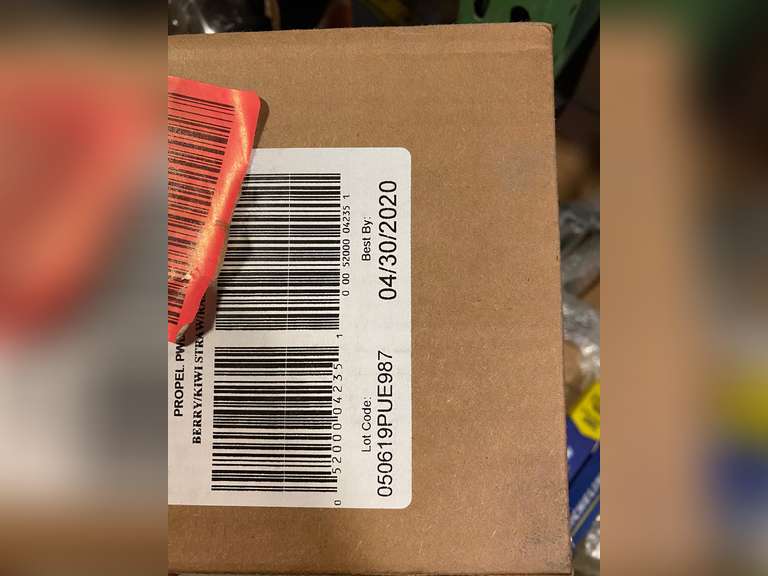 PROPEL PW
BERRY/KIWI STRAW/
0 00 52000 04235 1
0 52000 04235 1
Best By:
04/30/2020
Lot Code:
050619PUE987